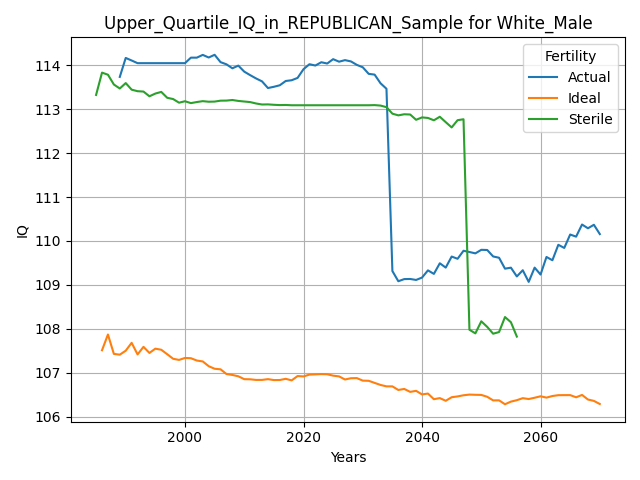 Upper_Quartile_IQ_in_REPUBLICAN_Sample for White_Male
Fertility
Actual
Ideal
Sterile
IQ
114
113
112
111
110
109
108
107
106
2000
2020
2040
2060
Years